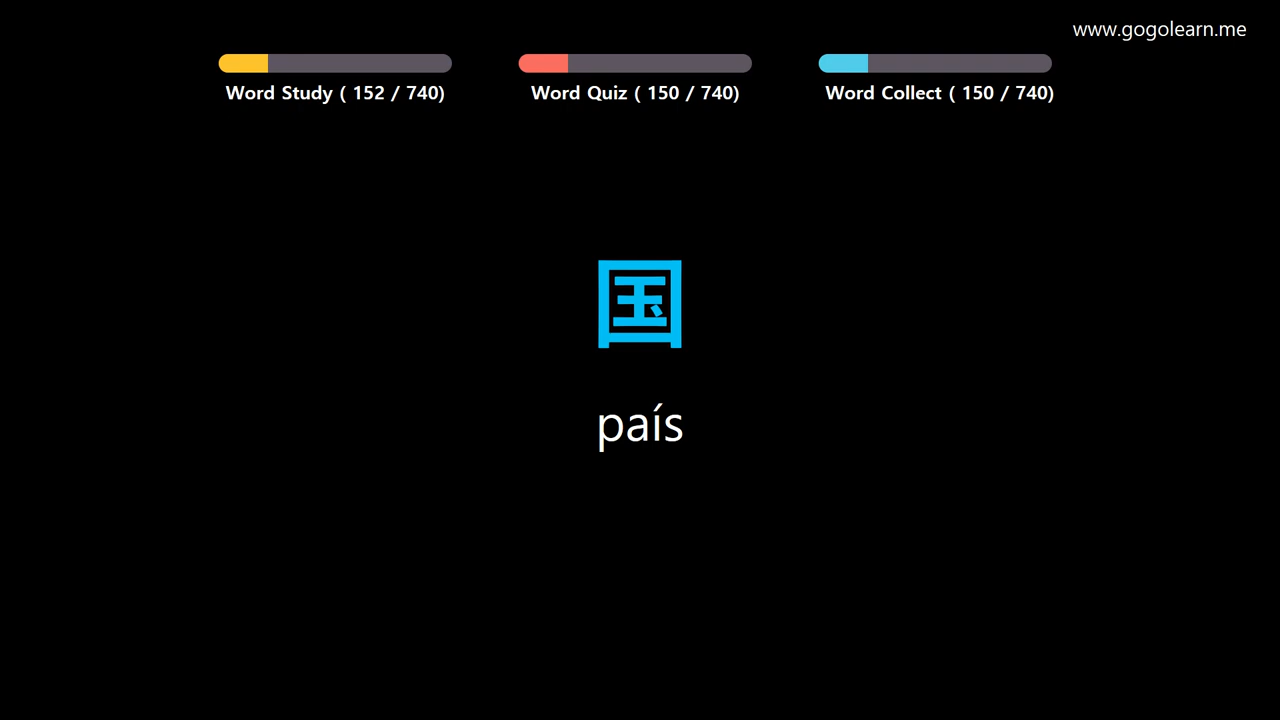 www.gogolearn.me
Word Study ( 152 / 740)
Word Quiz ( 150 / 740)
Word Collect ( 150 / 740)
国
país